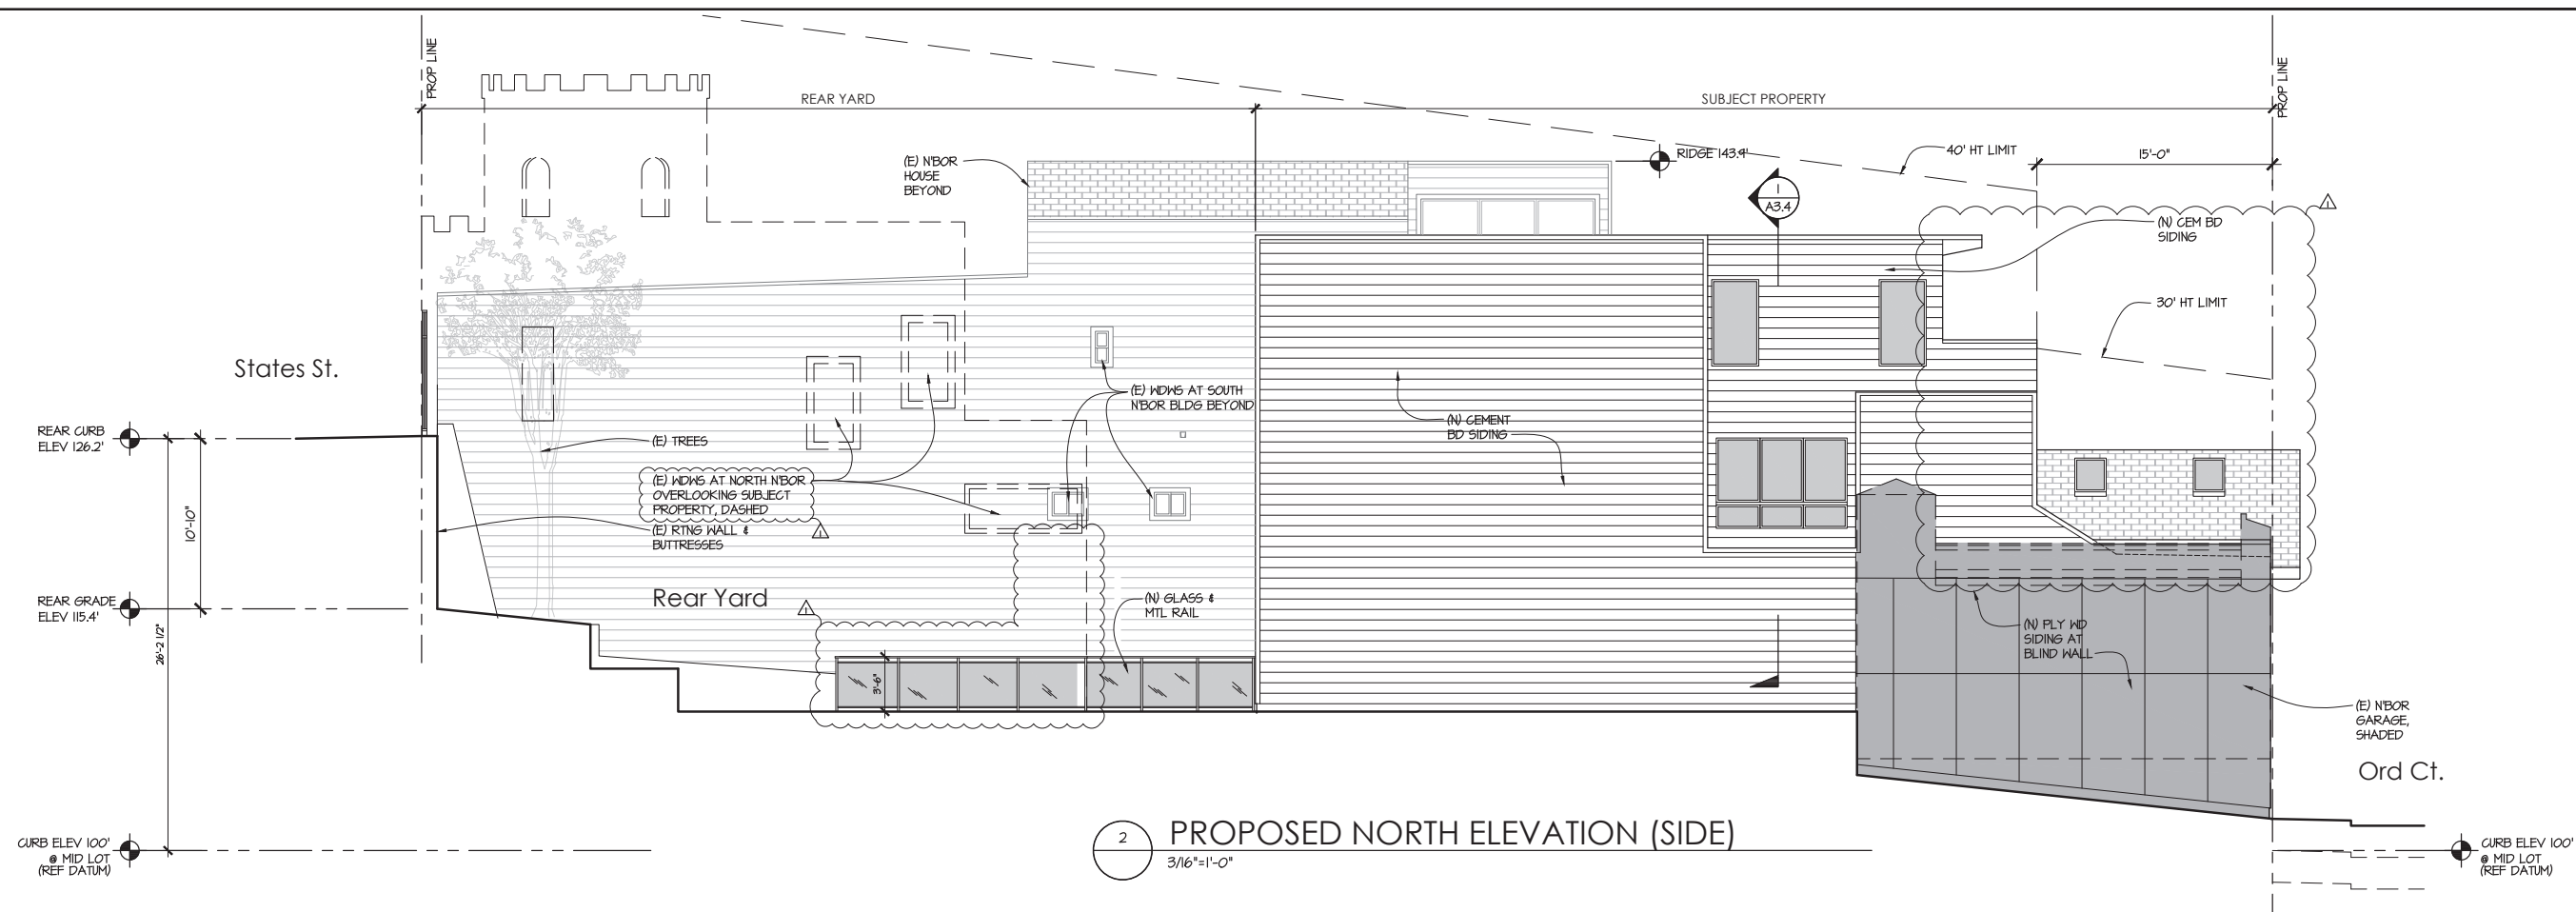 PROP LINE
REAR YARD
SUBJECT PROPERTY
PROP LINE
(E) N'BOR
HOUSE
BEYOND
RIDGE 143.9'
40' HT LIMIT
15'-0"
1
A3.4
(N) CEM BD
SIDING
1
30' HT LIMIT
States St.
REAR CURB
ELEV 126.2'
(E) WDWS AT SOUTH
N'BOR BLDG BEYOND
(N) CEMENT
BD SIDING
(E) TREES
(E) WDWS AT NORTH N'BOR
OVERLOOKING SUBJECT
PROPERTY, DASHED
1
(E) RTNG WALL &
BUTTRESSES
10'-10"
REAR GRADE
ELEV 115.4'
26'-2 1/2"
Rear Yard
1
(N) GLASS &
MTL RAIL
3'-6"
(N) PLY WD
SIDING AT
BLIND WALL
(E) N'BOR
GARAGE,
SHADED
Ord Ct.
CURB ELEV 100'
@ MID LOT
(REF DATUM)
2
PROPOSED NORTH ELEVATION (SIDE)
3/16"=1'-0"
CURB ELEV 100'
@ MID LOT
(REF DATUM)